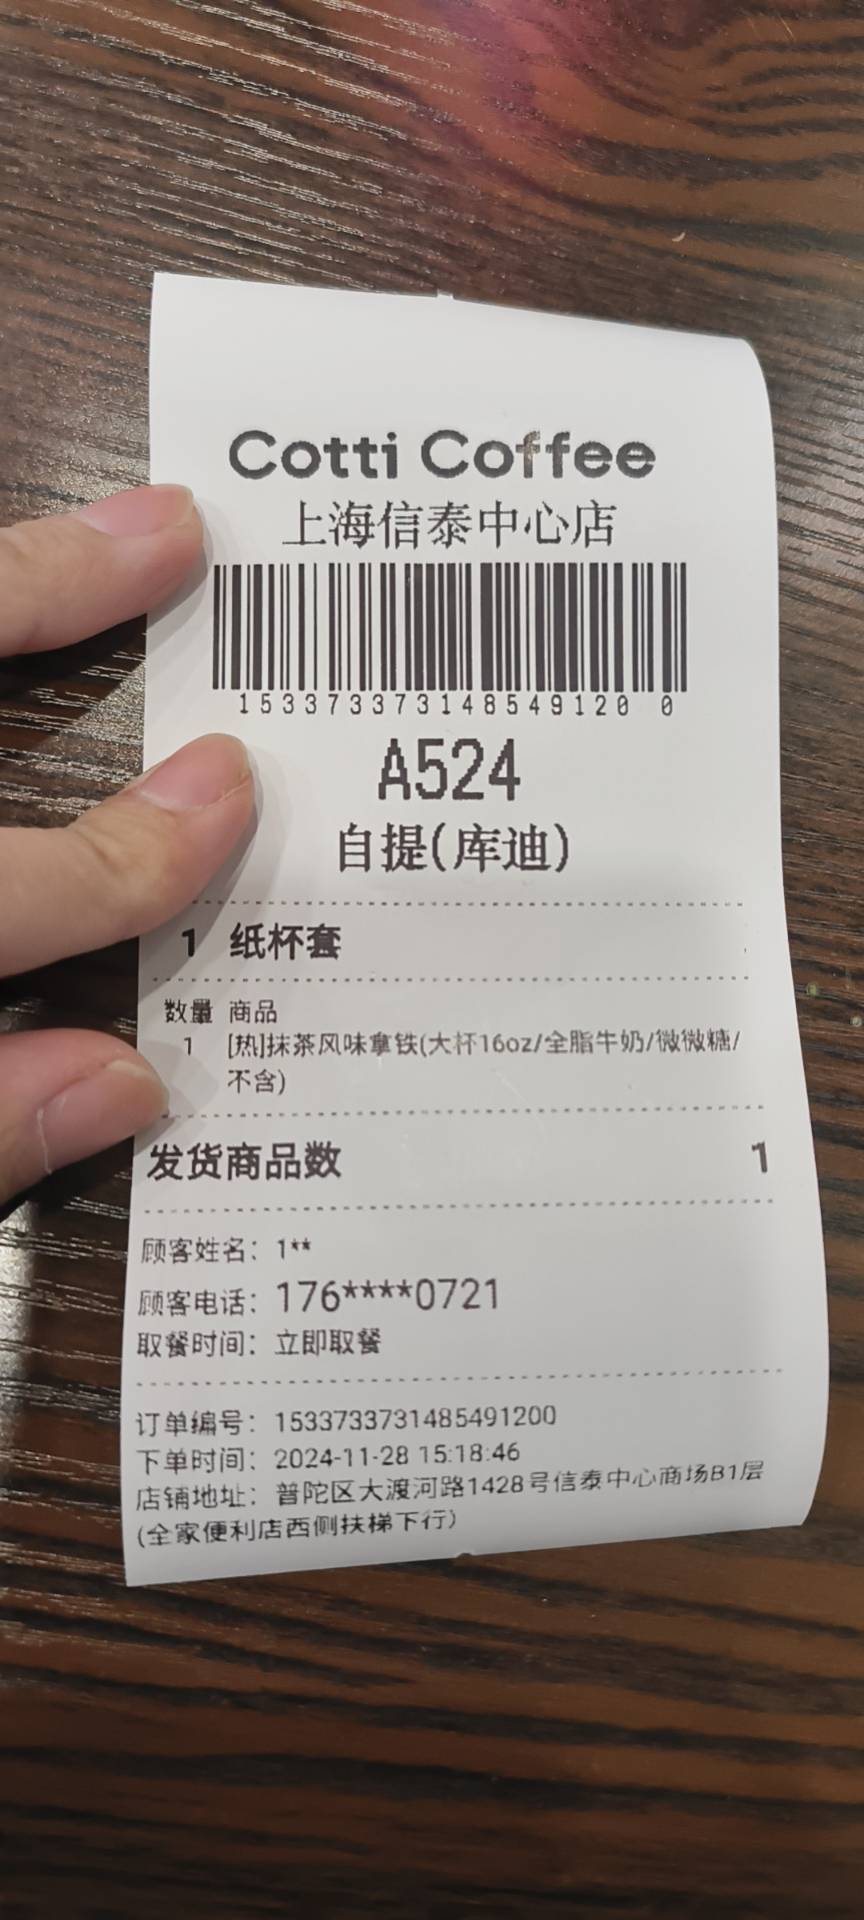 Cotti Coffee
上海信泰中心店
153373373148549120 0
A524
自提(库迪)
1 纸杯套
数量 商品
1 [热]抹茶风味拿铁(大杯16oz/全脂牛奶/微微糖/
不含)
发货商品数 1
顾客姓名：1**
顾客电话：176****0721
取餐时间：立即取餐
订单编号：1533733731485491200
下单时间：2024-11-28 15:18:46
店铺地址：普陀区大渡河路1428号信泰中心商场B1层
(全家便利店西侧扶梯下行)